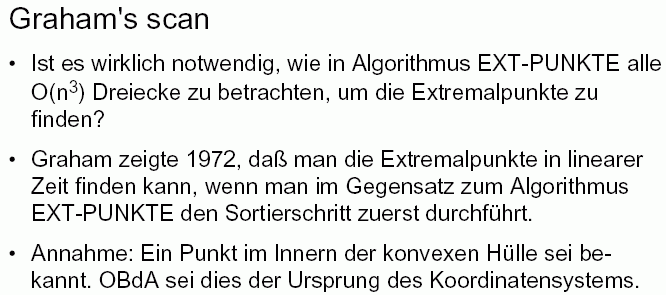 Graham's scan
• Ist es wirklich notwendig, wie in Algorithmus EXT-PUNKTE alle
O(n³) Dreiecke zu betrachten, um die Extremalpunkte zu
finden?
• Graham zeigte 1972, daß man die Extremalpunkte in linearer
Zeit finden kann, wenn man im Gegensatz zum Algorithmus
EXT-PUNKTE den Sortierschritt zuerst durchführt.
• Annahme: Ein Punkt im Innern der konvexen Hülle sei be-
kannt. OBdA sei dies der Ursprung des Koordinatensystems.